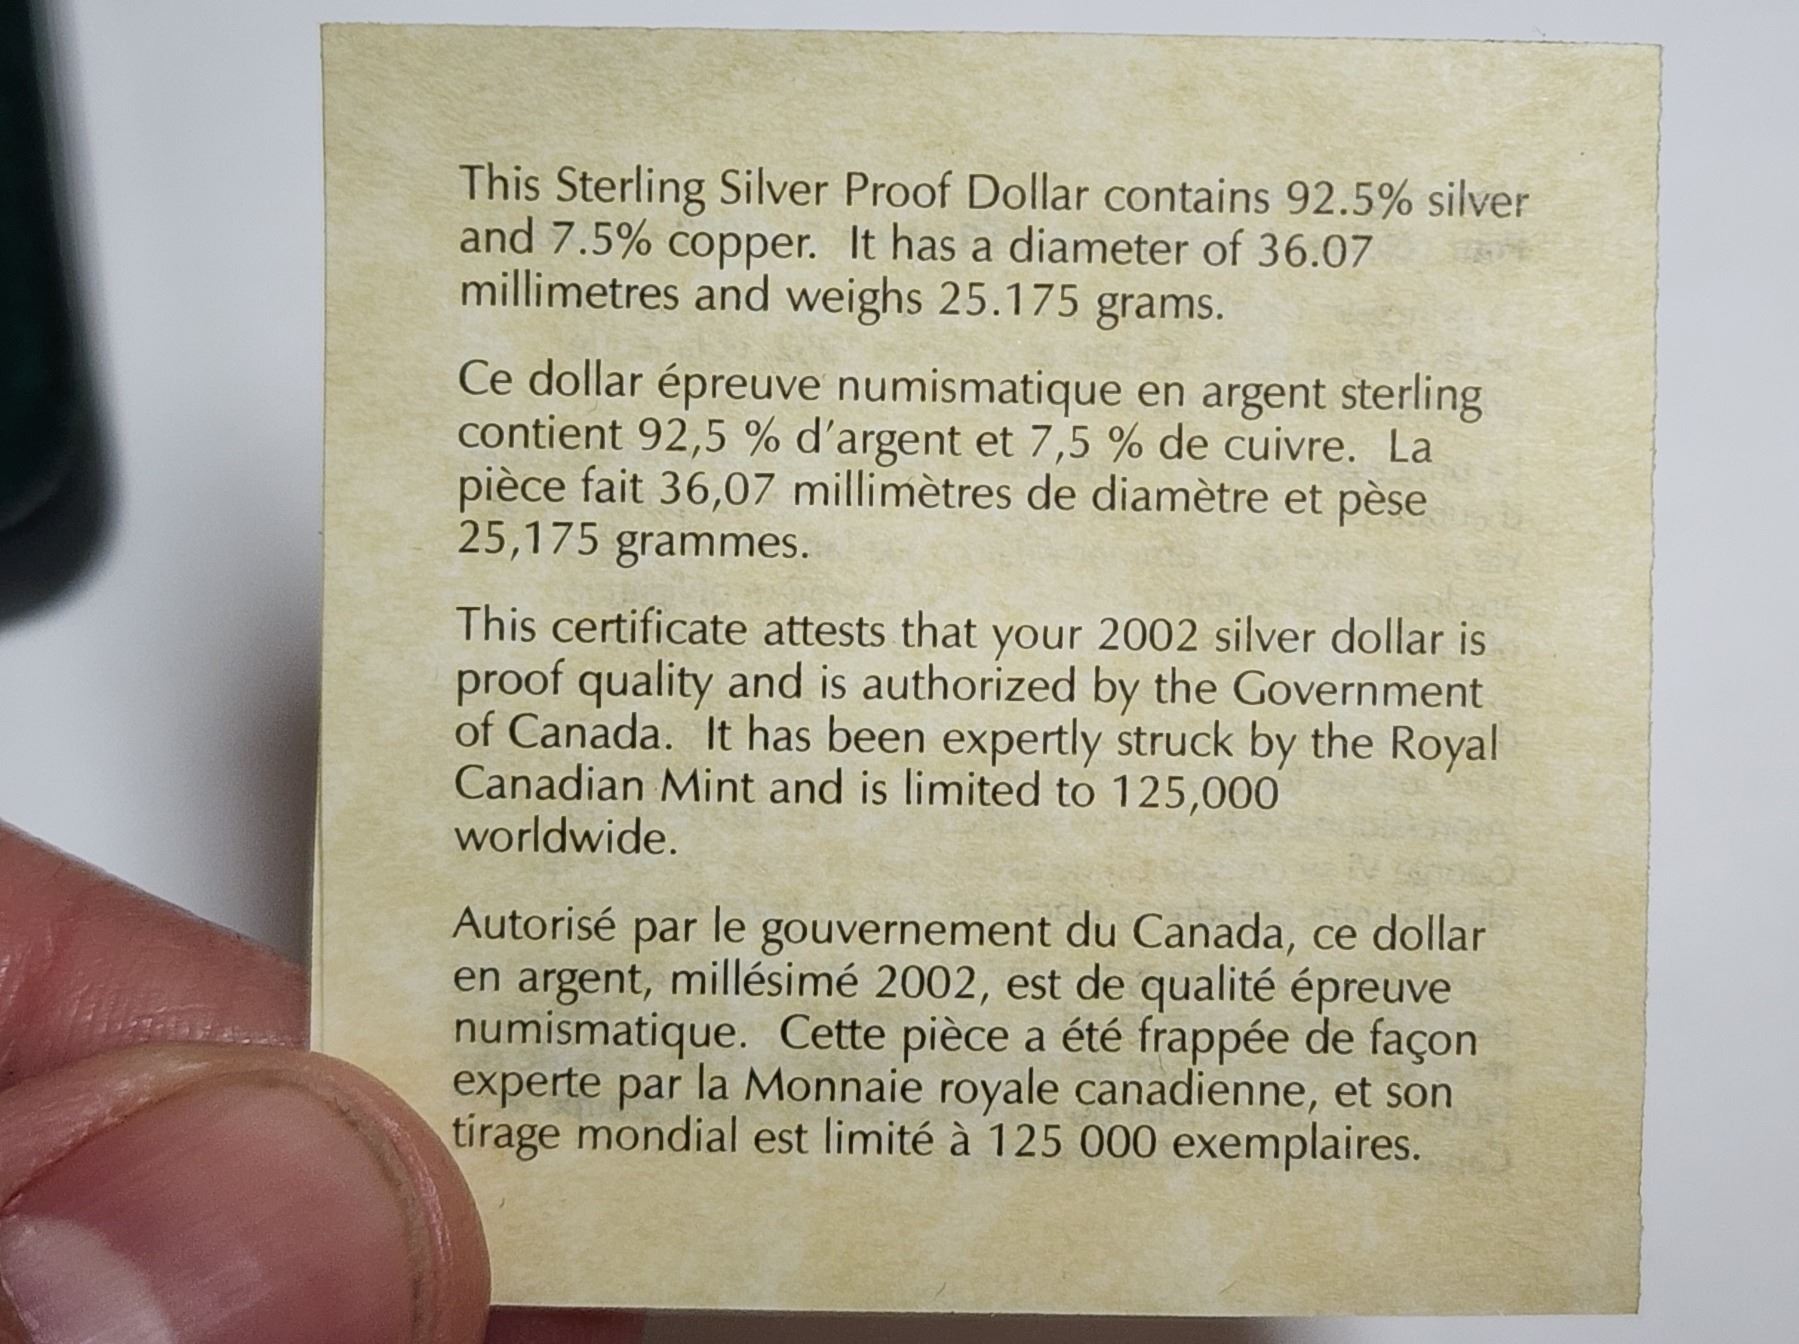 This Sterling Silver Proof Dollar contains 92.5% silver
and 7.5% copper. It has a diameter of 36.07
millimetres and weighs 25.175 grams.
Ce dollar épreuve numismatique en argent sterling
contient 92,5 % d'argent et 7,5 % de cuivre. La
pièce fait 36,07 millimètres de diamètre et pèse
25,175 grammes.
This certificate attests that your 2002 silver dollar is
proof quality and is authorized by the Government
of Canada. It has been expertly struck by the Royal
Canadian Mint and is limited to 125,000
worldwide.
Autorisé par le gouvernement du Canada, ce dollar
en argent, millésimé 2002, est de qualité épreuve
numismatique. Cette pièce a été frappée de façon
experte par la Monnaie royale canadienne, et son
tirage mondial est limité à 125 000 exemplaires.